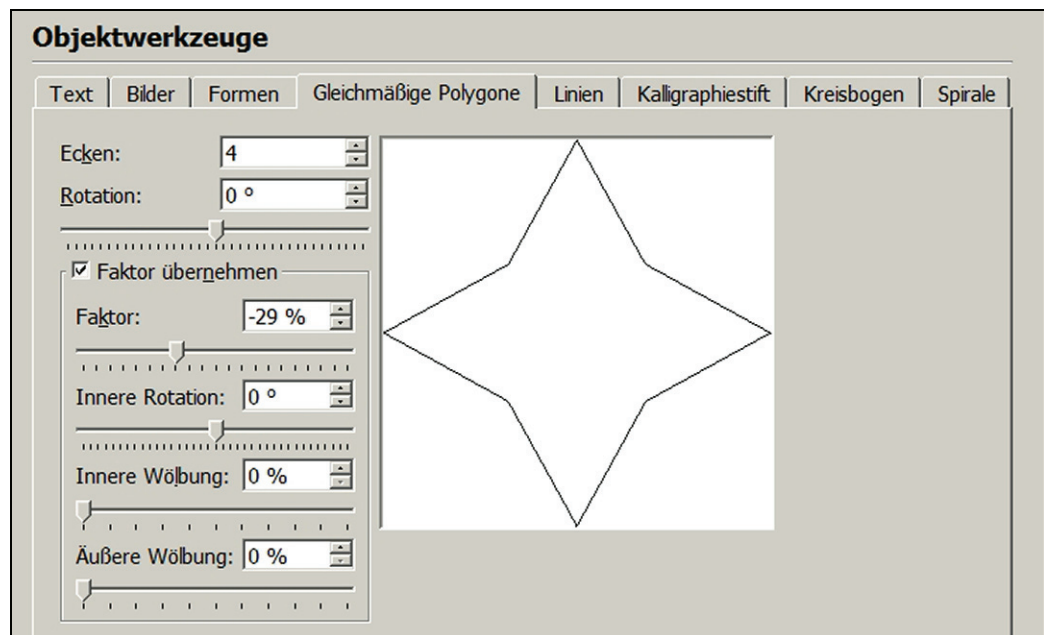 Objektwerkzeuge
Text Bilder Formen Gleichmäßige Polygone Linien Kalligraphiestift Kreisbogen Spirale
Ecken: 4
Rotation: 0 °
Faktor übernehmen
Faktor: -29 %
Innere Rotation: 0 °
Innere Wölbung: 0 %
Äußere Wölbung: 0 %